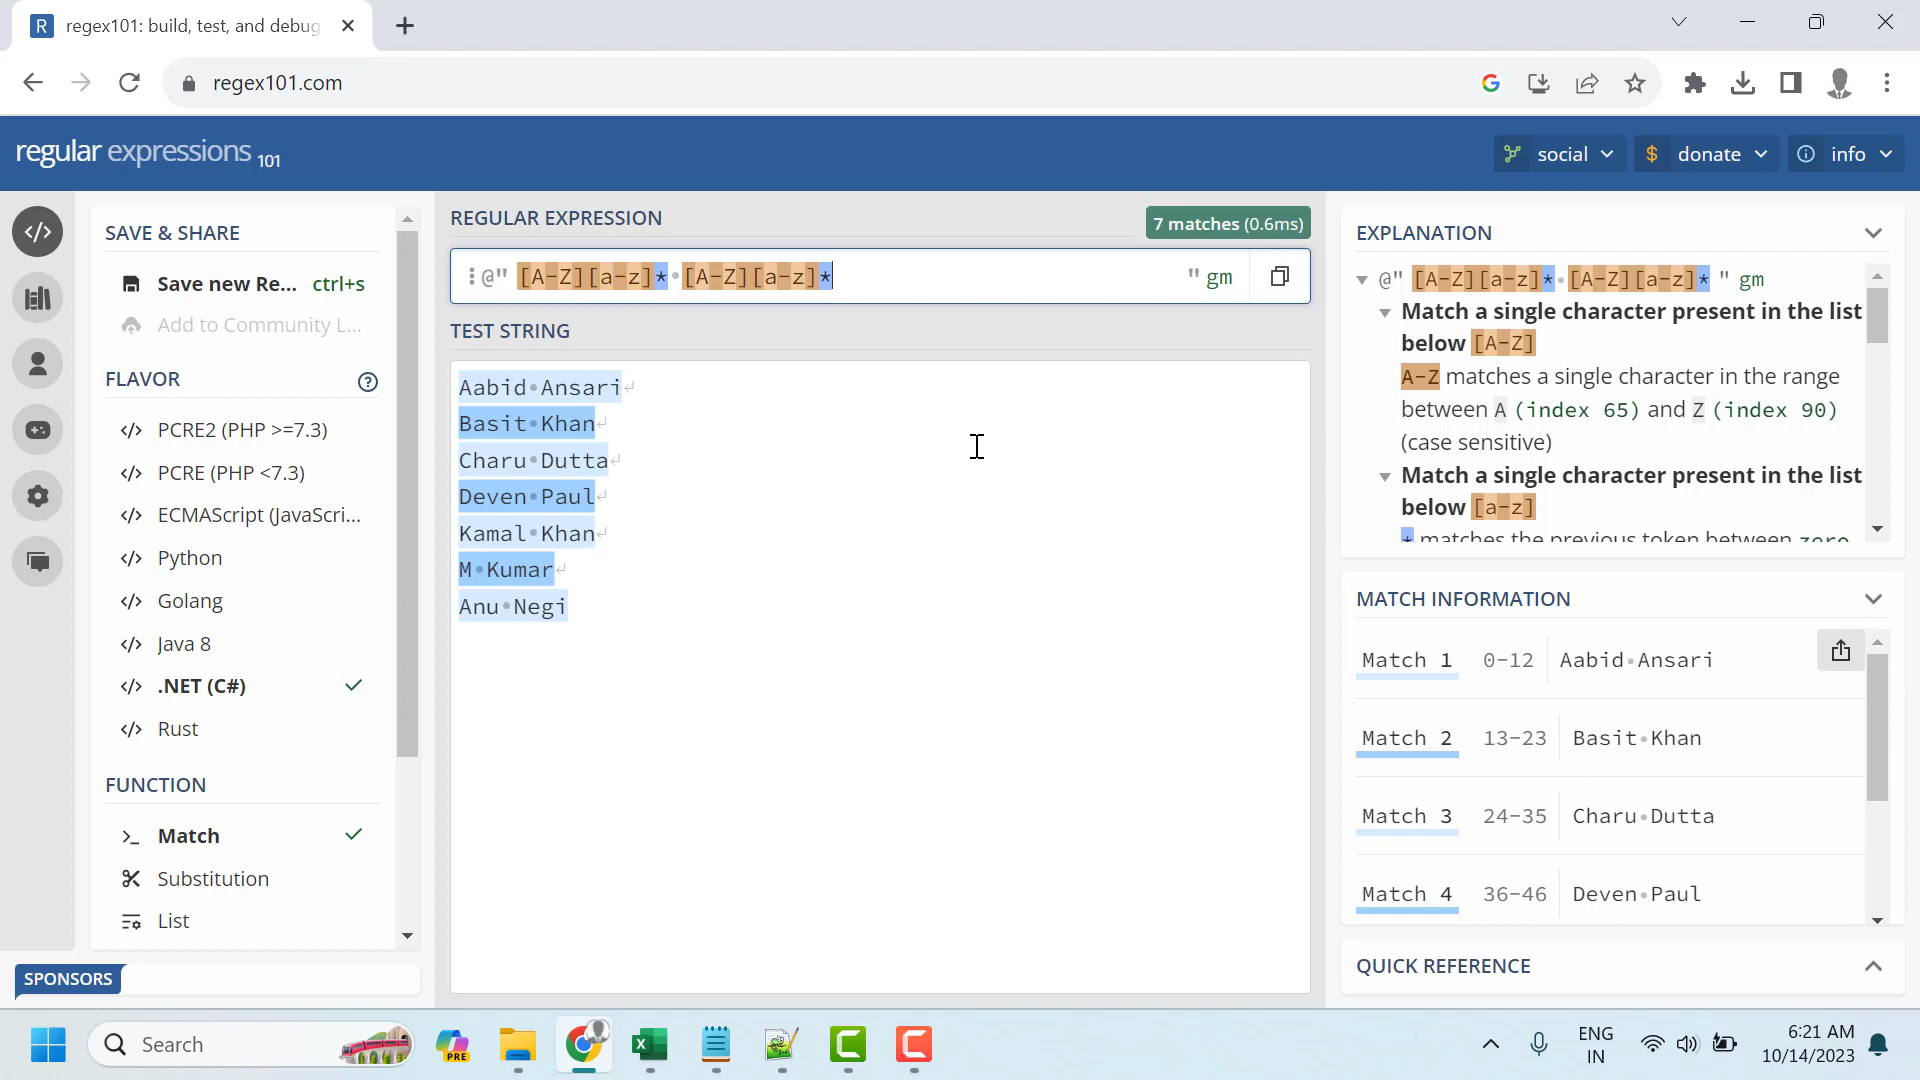 regex101: build, test, and debug
regex101.com
regular expressions 101
social
donate
info
SAVE & SHARE
Save new Re... ctrl+s
Add to Community L...
FLAVOR
PCRE2 (PHP >=7.3)
PCRE (PHP <7.3)
ECMAScript (JavaScri...
Python
Golang
Java 8
.NET (C#)
Rust
FUNCTION
Match
Substitution
List
SPONSORS
REGULAR EXPRESSION
7 matches (0.6ms)
@" [A-Z][a-z]*·[A-Z][a-z]* " gm
TEST STRING
Aabid·Ansari
Basit·Khan
Charu·Dutta
Deven·Paul
Kamal·Khan
M·Kumar
Anu·Negi
EXPLANATION
@" [A-Z][a-z]*·[A-Z][a-z]* " gm
Match a single character present in the list
below [A-Z]
A-Z matches a single character in the range
between A (index 65) and Z (index 90)
(case sensitive)
Match a single character present in the list
below [a-z]
* matches the previous token between zero
MATCH INFORMATION
Match 1 0-12 Aabid·Ansari
Match 2 13-23 Basit·Khan
Match 3 24-35 Charu·Dutta
Match 4 36-46 Deven·Paul
QUICK REFERENCE
Search
PRE
ENG
IN
6:21 AM
10/14/2023